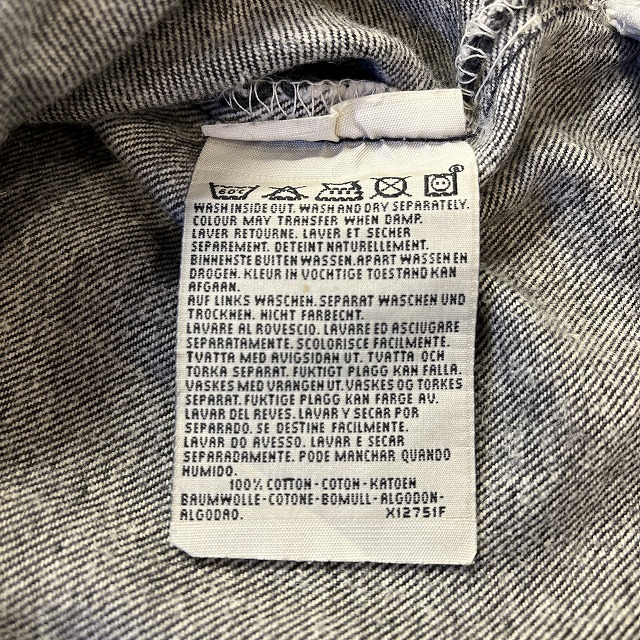 60C
WASH INSIDE OUT. WASH AND DRY SEPARATELY.
COLOUR MAY TRANSFER WHEN DAMP.
LAVER RETOURNE. LAVER ET SECHER
SEPAREMENT. DETEINT NATURELLEMENT.
BINNENSTE BUITEN WASSEN. APART WASSEN EN
DROGEN. KLEUR IN VOCHTIGE TOESTAND KAN
AFGAAN.
AUF LINKS WASCHEN. SEPARAT WASCHEN UND
TROCKNEN. NICHT FARBECHT.
LAVARE AL ROVESCIO. LAVARE ED ASCIUGARE
SEPARATAMENTE. SCOLORISCE FACILMENTE.
TVATTA MED AVIGSIDAN UT. TVATTA OCH
TORKA SEPARAT. FUKTIGT PLAGG KAN FALLA.
VASKES MED VRANGEN UT. VASKES OG TORKES
SEPARAT. FUKTIGE PLAGG KAN FARGE AV.
LAVAR DEL REVES. LAVAR Y SECAR POR
SEPARADO. SE DESTINE FACILMENTE.
LAVAR DO AVESSO. LAVAR E SECAR
SEPARADAMENTE. PODE MANCHAR QUANDO
HUMIDO.
100% COTTON-COTON-KATOEN
BAUMWOLLE-COTONE-BOMULL-ALGODON-
ALGODAO. X12751F